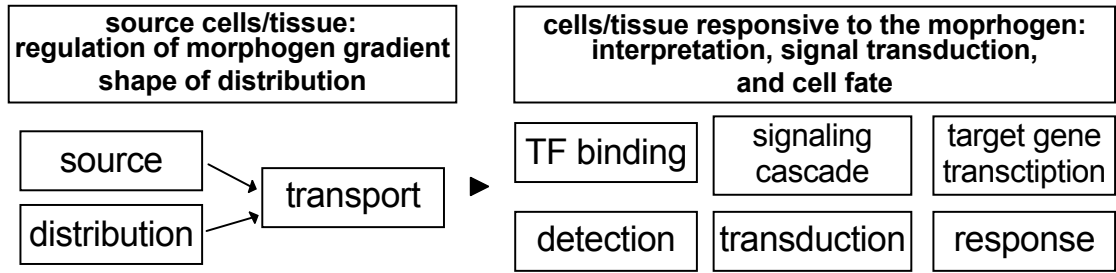 source cells/tissue:
regulation of morphogen gradient
shape of distribution
cells/tissue responsive to the moprhogen:
interpretation, signal transduction,
and cell fate
source
distribution
transport
TF binding
signaling
cascade
target gene
transctiption
detection
transduction
response